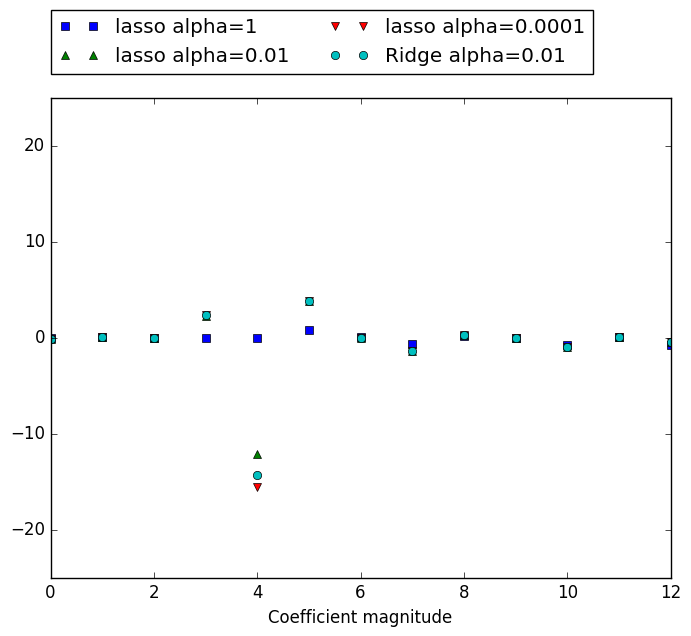 lasso alpha=1
lasso alpha=0.01
lasso alpha=0.0001
Ridge alpha=0.01
20
10
0
−10
−20
0 2 4 6 8 10 12
Coefficient magnitude